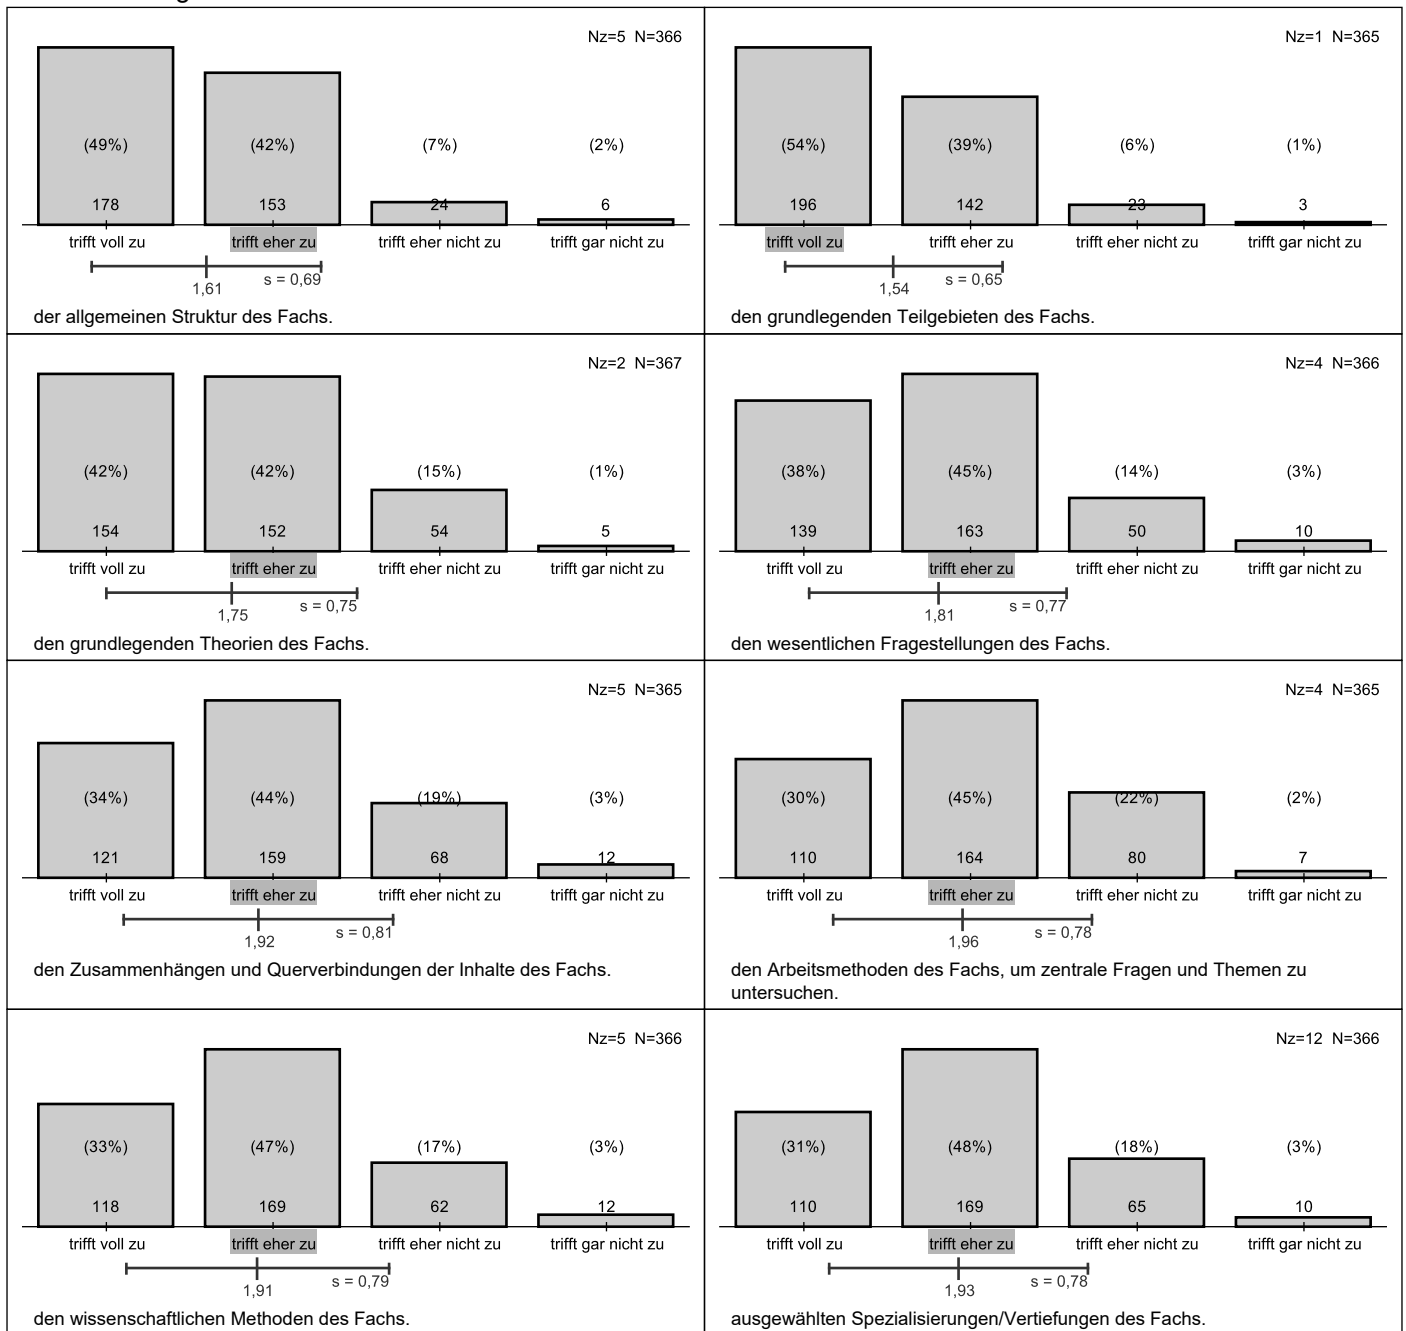 Nz=5 N=366
(49%) (42%) (7%) (2%)
178 153 24 6
trifft voll zu trifft eher zu trifft eher nicht zu trifft gar nicht zu
s = 0,69
1,61
der allgemeinen Struktur des Fachs.
Nz=1 N=365
(54%) (39%) (6%) (1%)
196 142 23 3
trifft voll zu trifft eher zu trifft eher nicht zu trifft gar nicht zu
s = 0,65
1,54
den grundlegenden Teilgebieten des Fachs.
Nz=2 N=367
(42%) (42%) (15%) (1%)
154 152 54 5
trifft voll zu trifft eher zu trifft eher nicht zu trifft gar nicht zu
s = 0,75
1,75
den grundlegenden Theorien des Fachs.
Nz=4 N=366
(38%) (45%) (14%) (3%)
139 163 50 10
trifft voll zu trifft eher zu trifft eher nicht zu trifft gar nicht zu
s = 0,77
1,81
den wesentlichen Fragestellungen des Fachs.
Nz=5 N=365
(34%) (44%) (19%) (3%)
121 159 68 12
trifft voll zu trifft eher zu trifft eher nicht zu trifft gar nicht zu
s = 0,81
1,92
den Zusammenhängen und Querverbindungen der Inhalte des Fachs.
Nz=4 N=365
(30%) (45%) (22%) (2%)
110 164 80 7
trifft voll zu trifft eher zu trifft eher nicht zu trifft gar nicht zu
s = 0,78
1,96
den Arbeitsmethoden des Fachs, um zentrale Fragen und Themen zu
untersuchen.
Nz=5 N=366
(33%) (47%) (17%) (3%)
118 169 62 12
trifft voll zu trifft eher zu trifft eher nicht zu trifft gar nicht zu
s = 0,79
1,91
den wissenschaftlichen Methoden des Fachs.
Nz=12 N=366
(31%) (48%) (18%) (3%)
110 169 65 10
trifft voll zu trifft eher zu trifft eher nicht zu trifft gar nicht zu
s = 0,78
1,93
ausgewählten Spezialisierungen/Vertiefungen des Fachs.